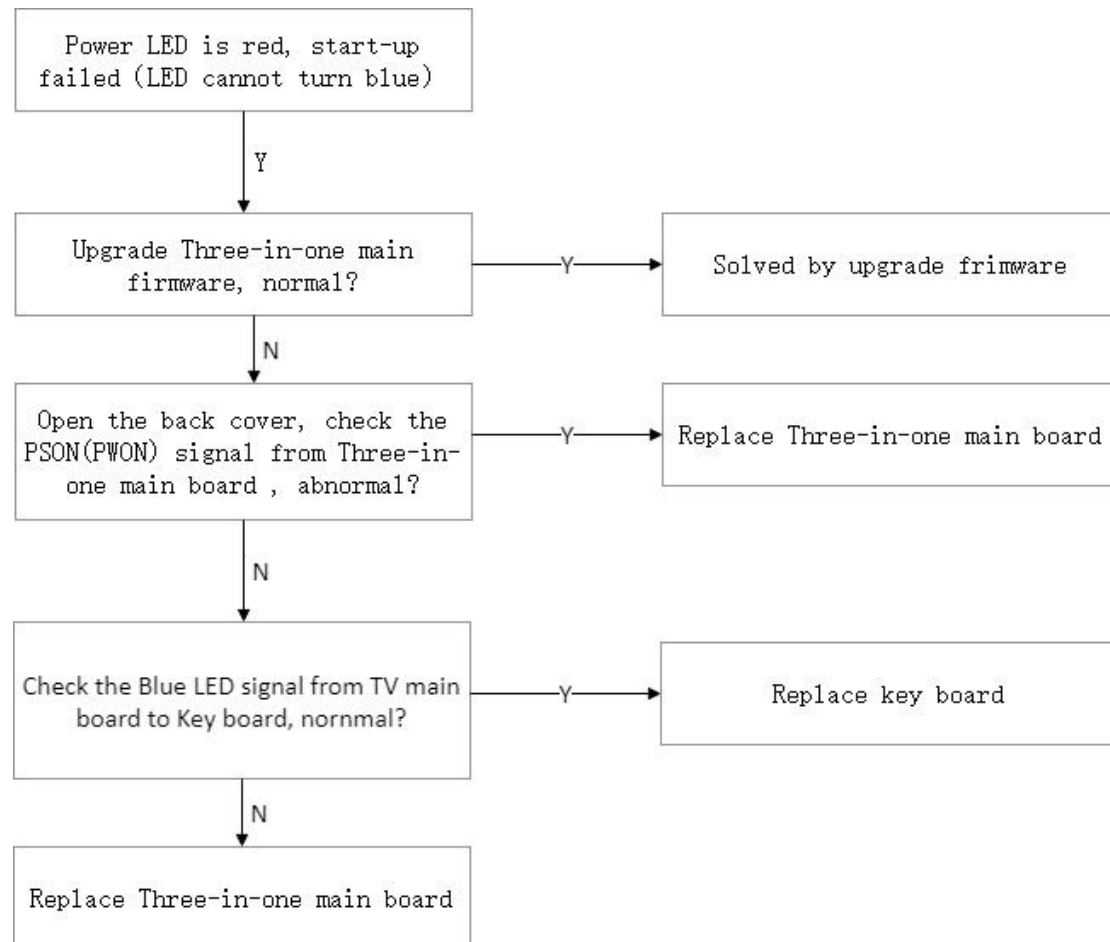 Power LED is red, start-up
failed (LED cannot turn blue)
Y
Upgrade Three-in-one main
firmware, normal?
Y
Solved by upgrade frimware
N
Open the back cover, check the
PSON(PWON) signal from Three-in-
one main board , abnormal?
Y
Replace Three-in-one main board
N
Check the Blue LED signal from TV main
board to Key board, nornmal?
Y
Replace key board
N
Replace Three-in-one main board